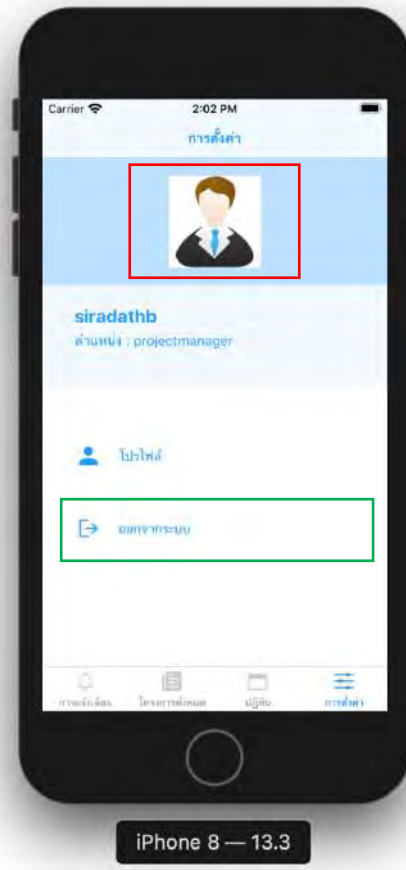 Carrier
2:02 PM
การตั้งค่า
siradathb
ตำแหน่ง : projectmanager
โปรไฟล์
ออกจากระบบ
การแจ้งเตือน
โครงการทั้งหมด
ปฏิทิน
การตั้งค่า
iPhone 8 — 13.3